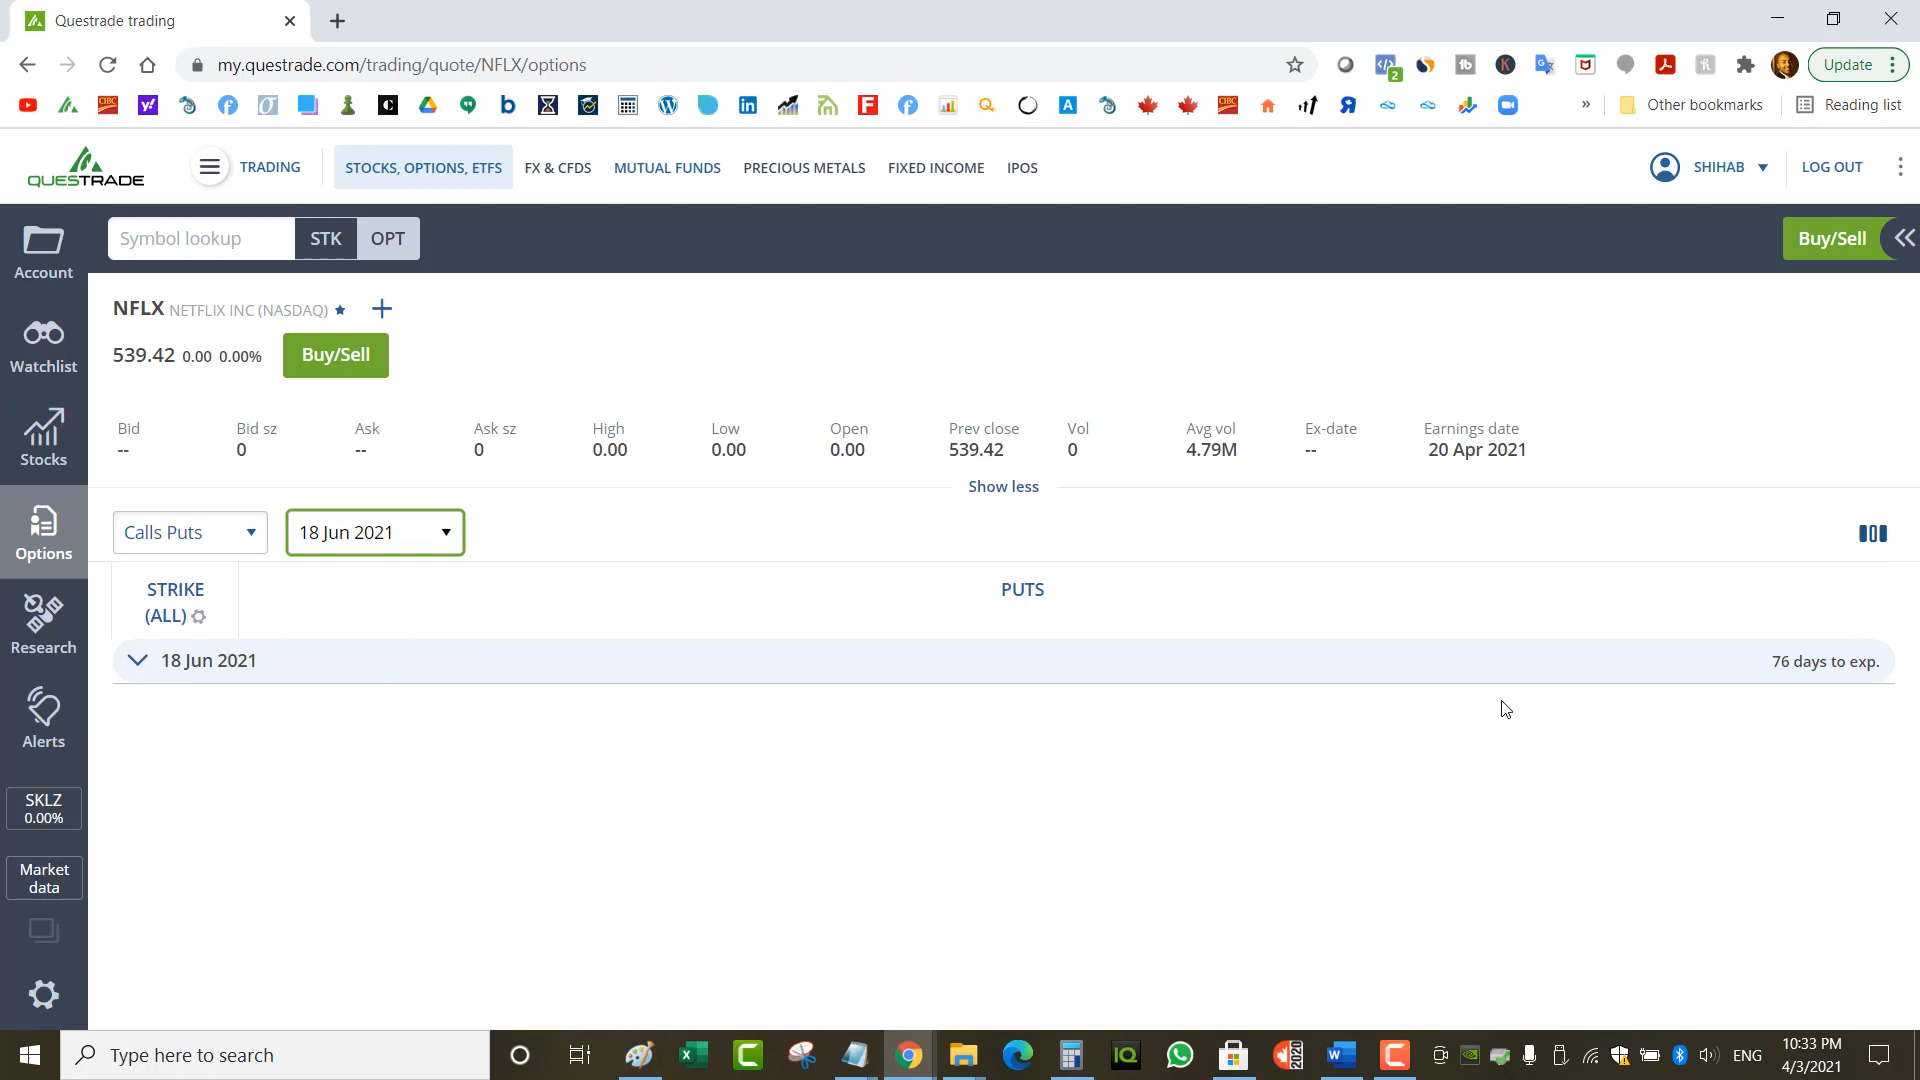 Questrade trading
my.questrade.com/trading/quote/NFLX/options
Update
2
Other bookmarks
Reading list
QUESTRADE
TRADING
STOCKS, OPTIONS, ETFS
FX & CFDS
MUTUAL FUNDS
PRECIOUS METALS
FIXED INCOME
IPOS
SHIHAB
LOG OUT
Symbol lookup
STK
OPT
Buy/Sell
Account
Watchlist
Stocks
Options
Research
Alerts
SKLZ
0.00%
Market
data
NFLX NETFLIX INC (NASDAQ)
539.42 0.00 0.00%
Buy/Sell
Bid Bid sz Ask Ask sz High Low Open Prev close Vol Avg vol Ex-date Earnings date
-- 0 -- 0 0.00 0.00 0.00 539.42 0 4.79M -- 20 Apr 2021
Show less
Calls Puts
18 Jun 2021
STRIKE
(ALL)
PUTS
18 Jun 2021
76 days to exp.
Type here to search
ENG
10:33 PM
4/3/2021